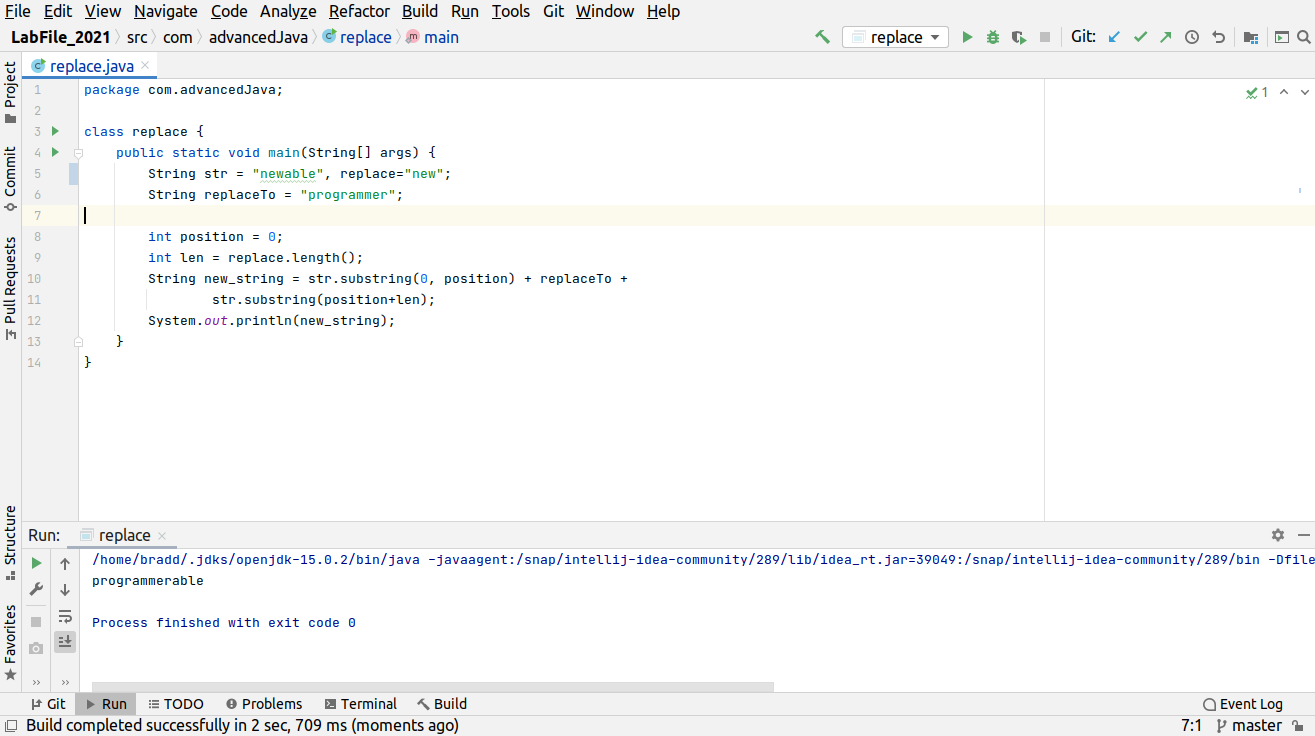 File Edit View Navigate Code Analyze Refactor Build Run Tools Git Window Help
LabFile_2021 src com advancedJava replace main replace Git:
replace.java
1 package com.advancedJava; 1
2
3 class replace {
4 public static void main(String[] args) {
5 String str = "newable", replace="new";
6 String replaceTo = "programmer";
7
8 int position = 0;
9 int len = replace.length();
10 String new_string = str.substring(0, position) + replaceTo +
11 str.substring(position+len);
12 System.out.println(new_string);
13 }
14 }
Project
Commit
Pull Requests
Structure
Favorites
Run: replace
/home/bradd/.jdks/openjdk-15.0.2/bin/java -javaagent:/snap/intellij-idea-community/289/lib/idea_rt.jar=39049:/snap/intellij-idea-community/289/bin -Dfile
programmerable
Process finished with exit code 0
Git Run TODO Problems Terminal Build Event Log
Build completed successfully in 2 sec, 709 ms (moments ago) 7:1 master